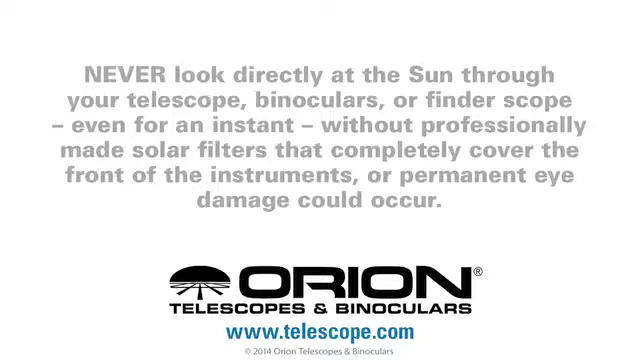 NEVER look directly at the Sun through
your telescope, binoculars, or finder scope
– even for an instant – without professionally
made solar filters that completely cover the
front of the instruments, or permanent eye
damage could occur.
ORION®
TELESCOPES & BINOCULARS
www.telescope.com
© 2014 Orion Telescopes & Binoculars